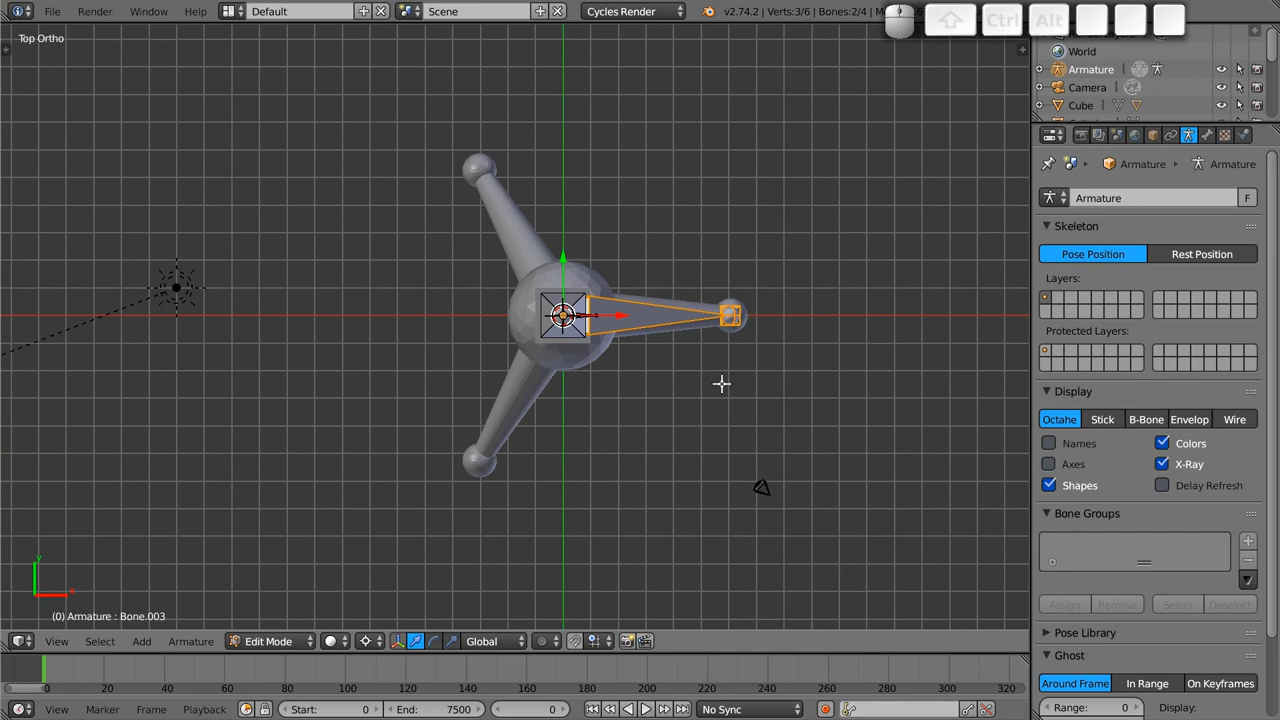 File Render Window Help Default Scene Cycles Render v2.74.2 | Verts:3/6 | Bones:2/4 | M
Ctrl Alt
Top Ortho
World
Armature
Camera
Cube
Armature Armature
Armature F
Skeleton
Pose Position Rest Position
Layers:
Protected Layers:
Display
Octahe Stick B-Bone Envelop Wire
Names Colors
Axes X-Ray
Shapes Delay Refresh
Bone Groups
Assign Remove Select Deselect
Pose Library
Ghost
Around Frame In Range On Keyframes
Range: 0 Display:
y
x
(0) Armature : Bone.003
View Select Add Armature Edit Mode Global
0 20 40 60 80 100 120 140 160 180 200 220 240 260 280 300 320
View Marker Frame Playback Start: 0 End: 7500 0 No Sync